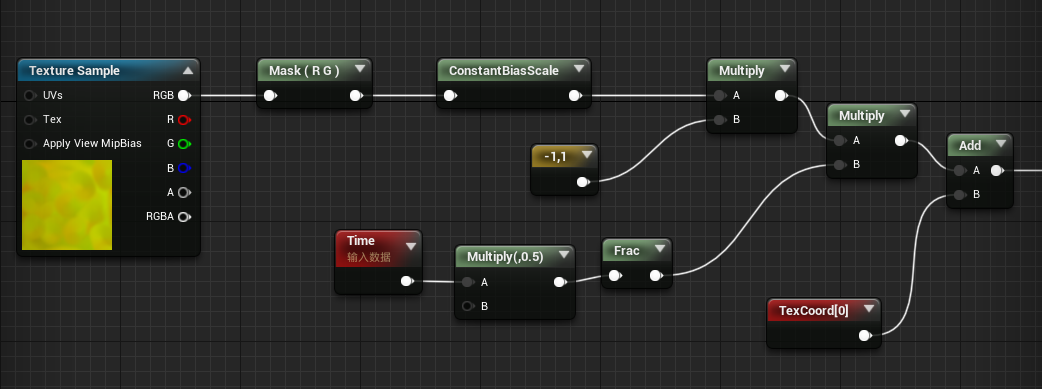 Texture Sample
UVs
RGB
Tex
R
Apply View MipBias
G
B
A
RGBA
Mask ( R G )
ConstantBiasScale
-1,1
Multiply
A
B
Multiply
A
B
Add
A
B
Time
输入数据
Multiply(,0.5)
A
B
Frac
TexCoord[0]